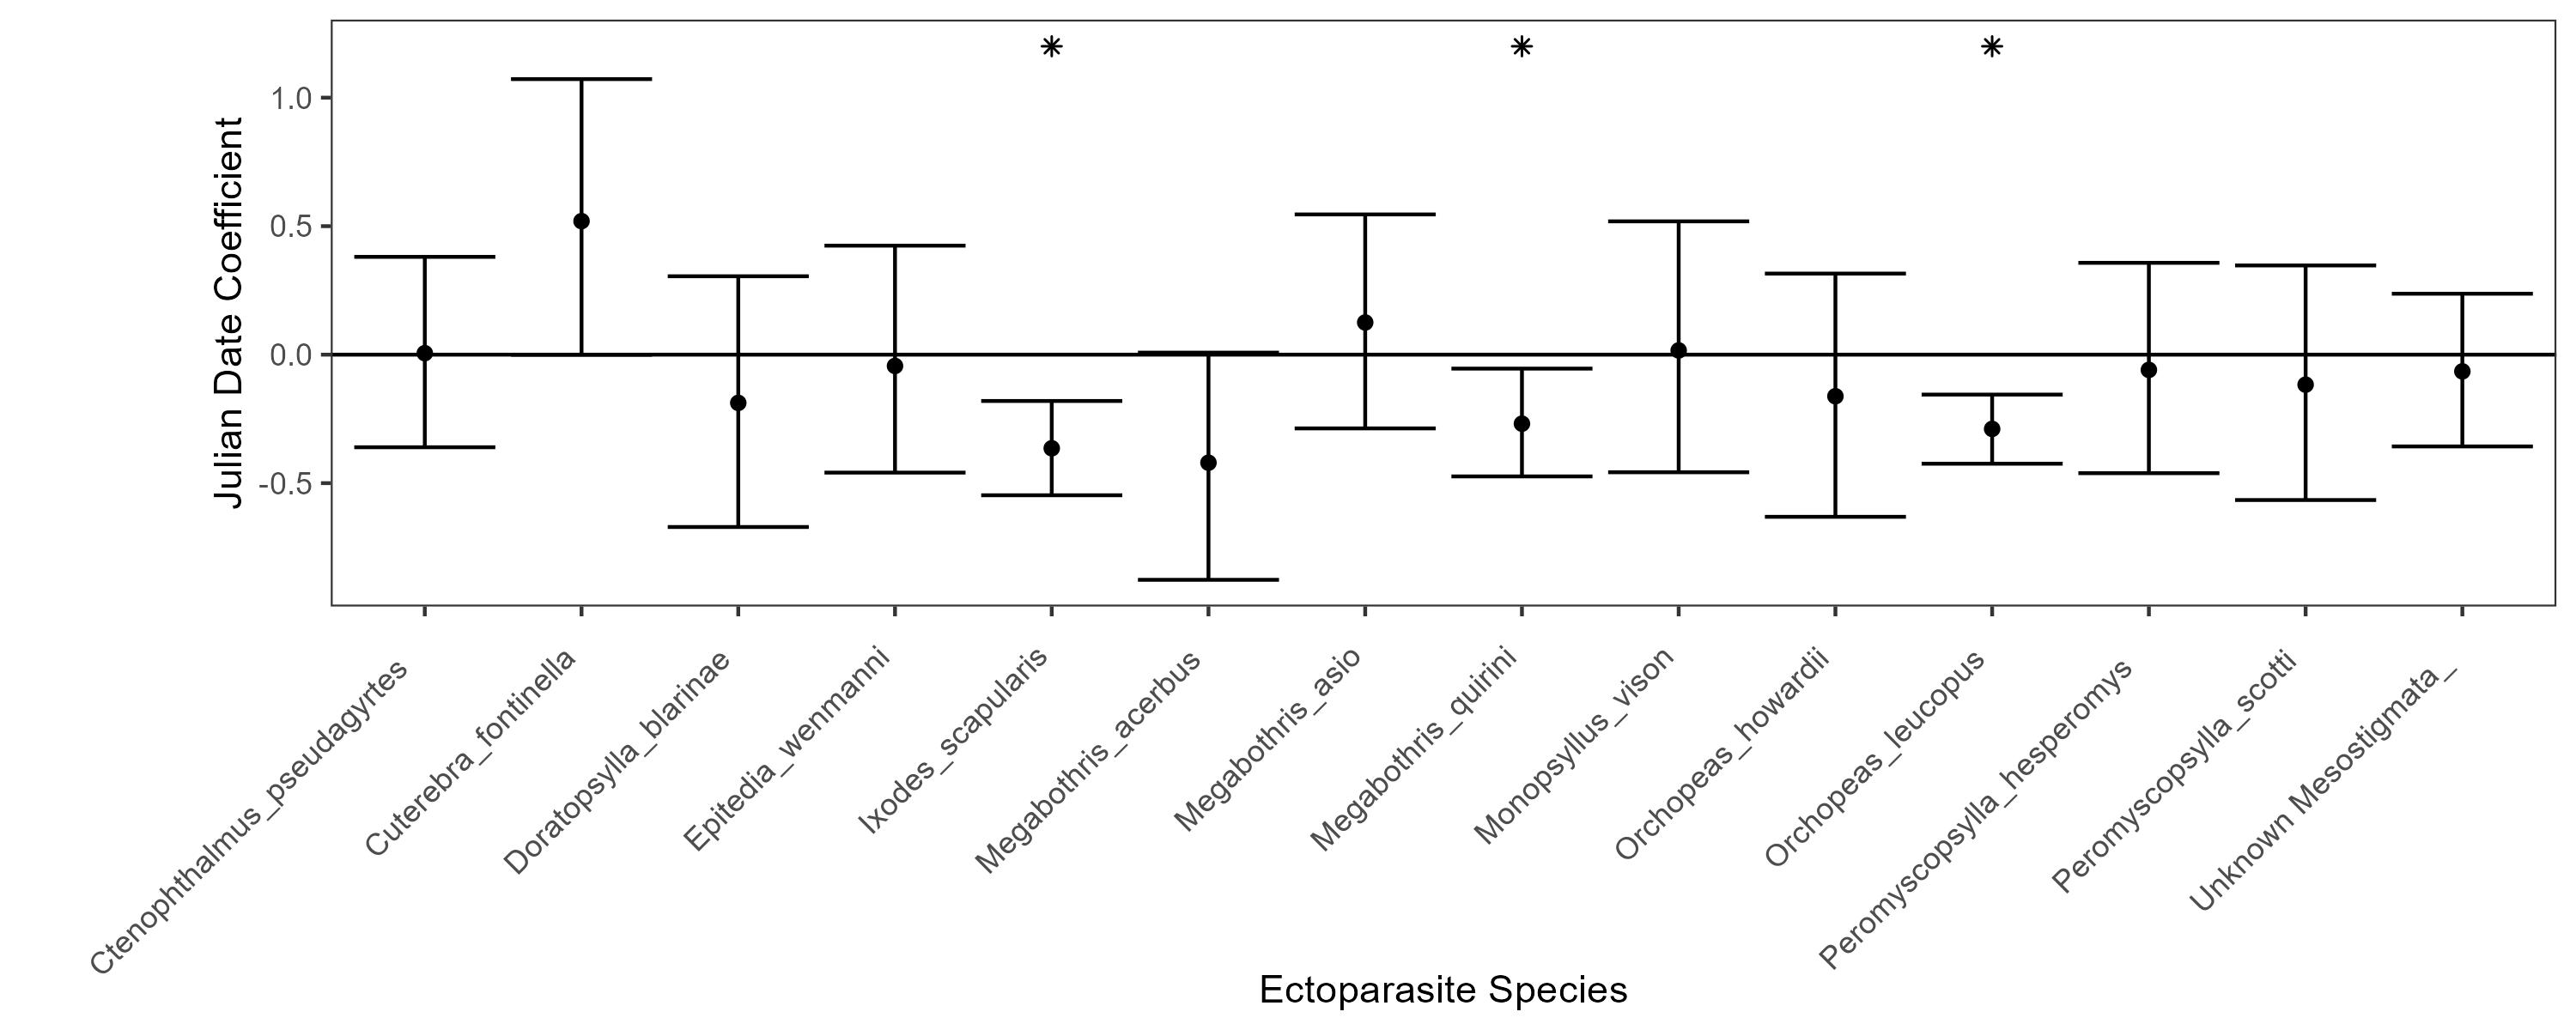 Julian Date Coefficient
1.0
0.5
0.0
-0.5
* * *
Ctenophthalmus_pseudagyrtes
Cuterebra_fontinella
Doratopsylla_blarinae
Epitedia_wenmanni
Ixodes_scapularis
Megabothris_acerbus
Megabothris_asio
Megabothris_quirini
Monopsyllus_vison
Orchopeas_howardii
Orchopeas_leucopus
Peromyscopsylla_hesperomys
Peromyscopsylla_scotti
Unknown Mesostigmata_
Ectoparasite Species